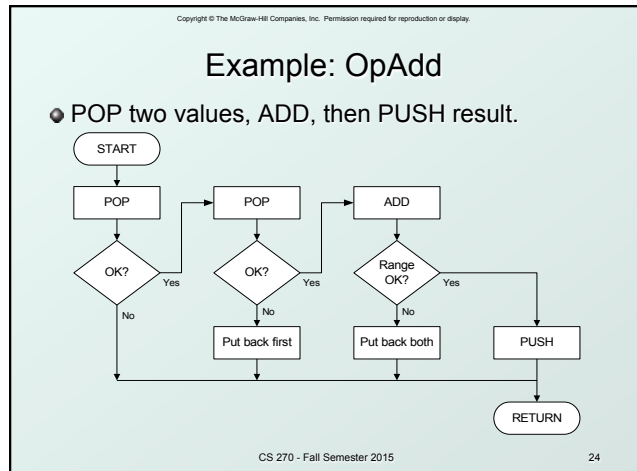 Copyright © The McGraw-Hill Companies, Inc. Permission required for reproduction or display.
Example: OpAdd
POP two values, ADD, then PUSH result.
START
POP
POP
ADD
OK?
Yes
OK?
Yes
Range
OK?
Yes
No
No
No
Put back first
Put back both
PUSH
RETURN
CS 270 - Fall Semester 2015
24